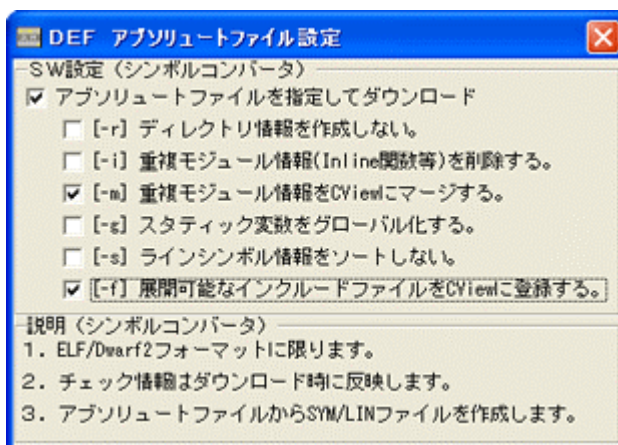 DEF アブソリュートファイル設定
SW設定（シンボルコンバータ）
アブソリュートファイルを指定してダウンロード
[-r] ディレクトリ情報を作成しない。
[-i] 重複モジュール情報(Inline関数等)を削除する。
[-m] 重複モジュール情報をCViewにマージする。
[-g] スタティック変数をグローバル化する。
[-s] ラインシンボル情報をソートしない。
[-f] 展開可能なインクルードファイルをCViewに登録する。
説明（シンボルコンバータ）
1. ELF/Dwarf2フォーマットに限ります。
2. チェック情報はダウンロード時に反映します。
3. アブソリュートファイルからSYM/LINファイルを作成します。